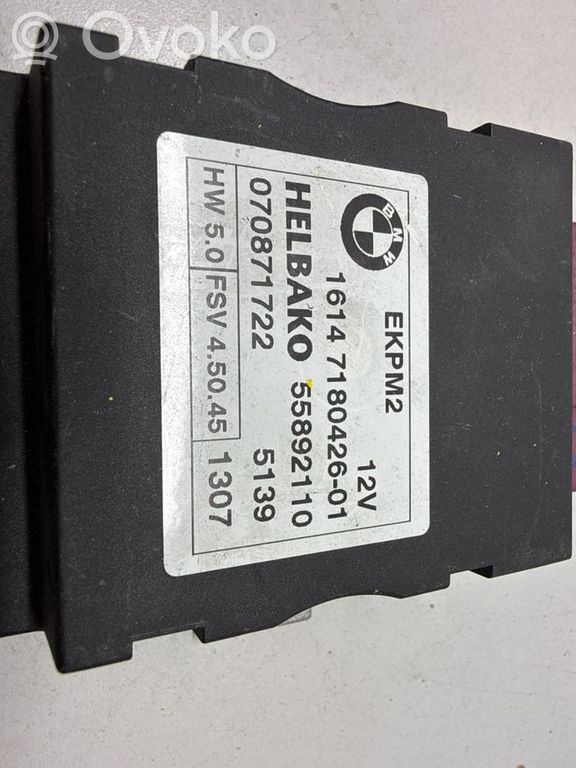 Ovoko
BMW
EKPM2 12V
1614 7180426-01
HELBAKO 55892110
070871722 5139
HW 5.0 FSV 4.50.45 1307